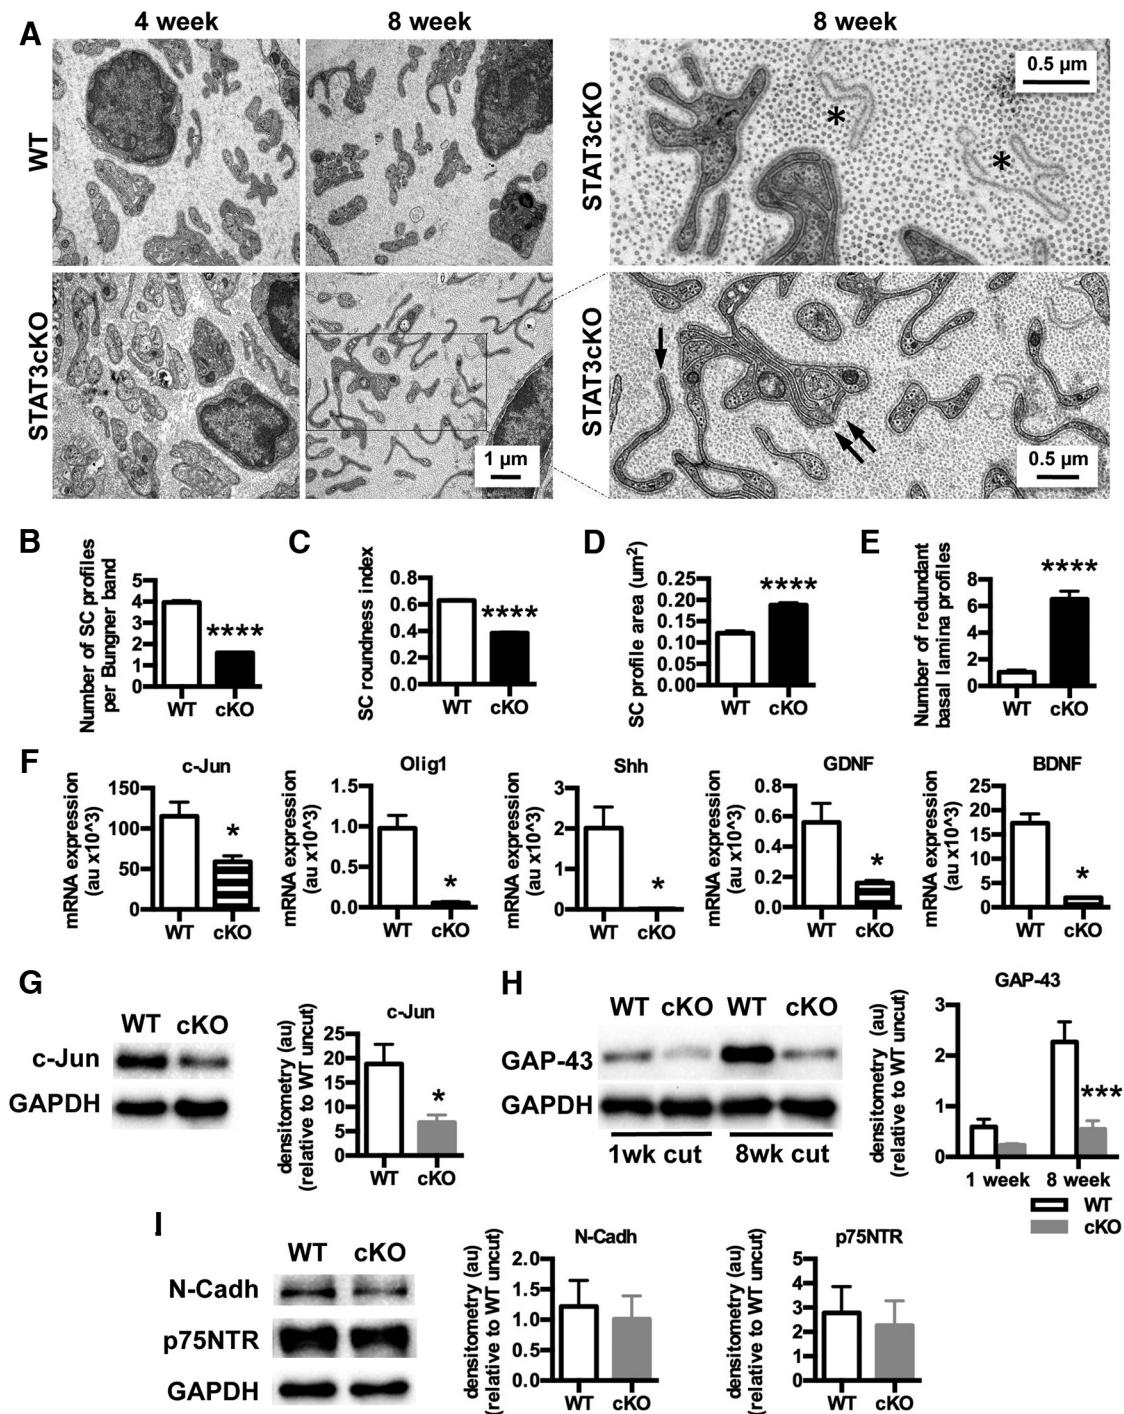 A
4 week
8 week
8 week
WT
STAT3cKO
STAT3cKO
STAT3cKO
0.5 µm
*
*
1 µm
0.5 µm
B
Number of SC profiles
per Bungner band
5
4
3
2
1
0
****
WT
cKO
C
SC roundness index
0.8
0.6
0.4
0.2
0.0
****
WT
cKO
D
SC profile area (um²)
0.25
0.20
0.15
0.10
0.05
0.00
****
WT
cKO
E
Number of redundant
basal lamina profiles
8
6
4
2
0
****
WT
cKO
F
c-Jun
mRNA expression
(au x10^3)
150
100
50
0
*
WT
cKO
Olig1
mRNA expression
(au x10^3)
1.5
1.0
0.5
0.0
*
WT
cKO
Shh
mRNA expression
(au x10^3)
3
2
1
0
*
WT
cKO
GDNF
mRNA expression
(au x10^3)
0.8
0.6
0.4
0.2
0.0
*
WT
cKO
BDNF
mRNA expression
(au x10^3)
25
20
15
10
5
0
*
WT
cKO
G
WT cKO
c-Jun
GAPDH
c-Jun
densitometry (au)
(relative to WT uncut)
25
20
15
10
5
0
*
WT
cKO
H
WT cKO WT cKO
GAP-43
GAPDH
1wk cut
8wk cut
GAP-43
densitometry (au)
(relative to WT uncut)
3
2
1
0
***
1 week
8 week
WT
cKO
I
WT cKO
N-Cadh
p75NTR
GAPDH
N-Cadh
densitometry (au)
(relative to WT uncut)
2.0
1.5
1.0
0.5
0.0
WT
cKO
p75NTR
densitometry (au)
(relative to WT uncut)
5
4
3
2
1
0
WT
cKO